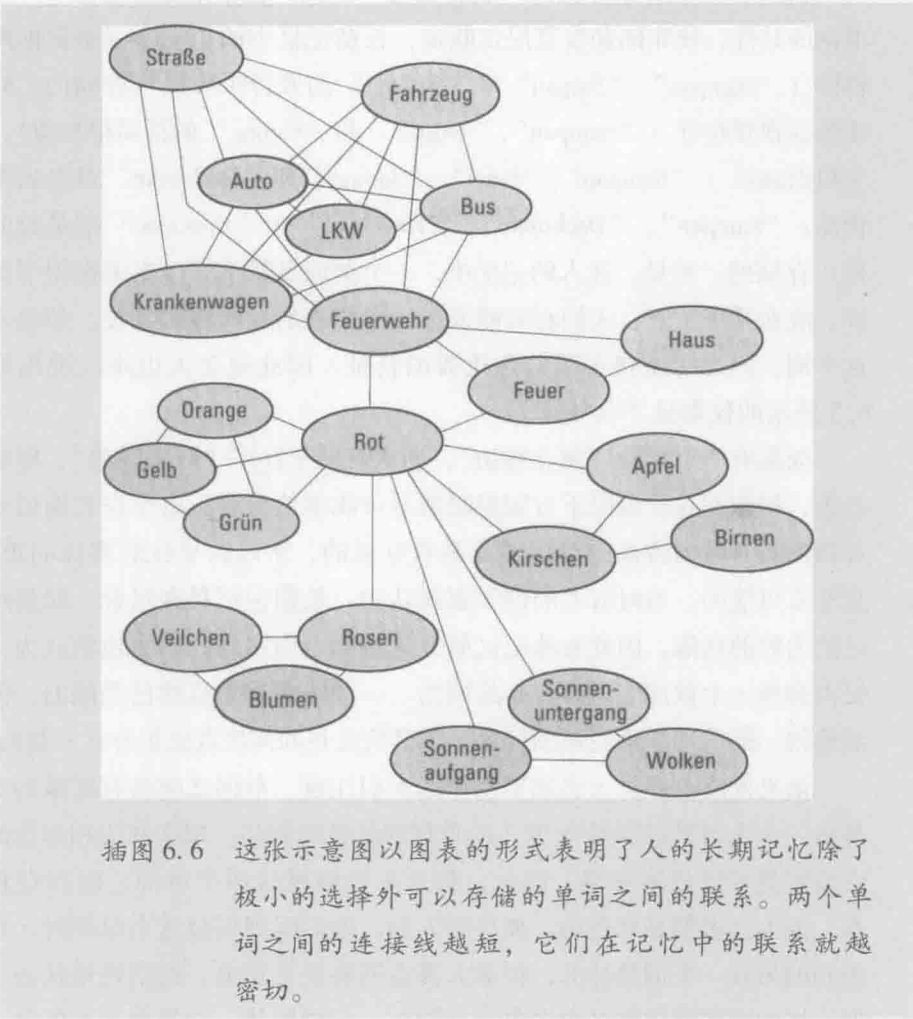 Straße
Fahrzeug
Auto
Bus
LKW
Krankenwagen
Feuerwehr
Haus
Feuer
Orange
Rot
Apfel
Gelb
Grün
Birnen
Kirschen
Veilchen
Rosen
Blumen
Sonnen-
untergang
Sonnen-
aufgang
Wolken
插图 6.6 这张示意图以图表的形式表明了人的长期记忆除了
极小的选择外可以存储的单词之间的联系。两个单
词之间的连接线越短，它们在记忆中的联系就越
密切。